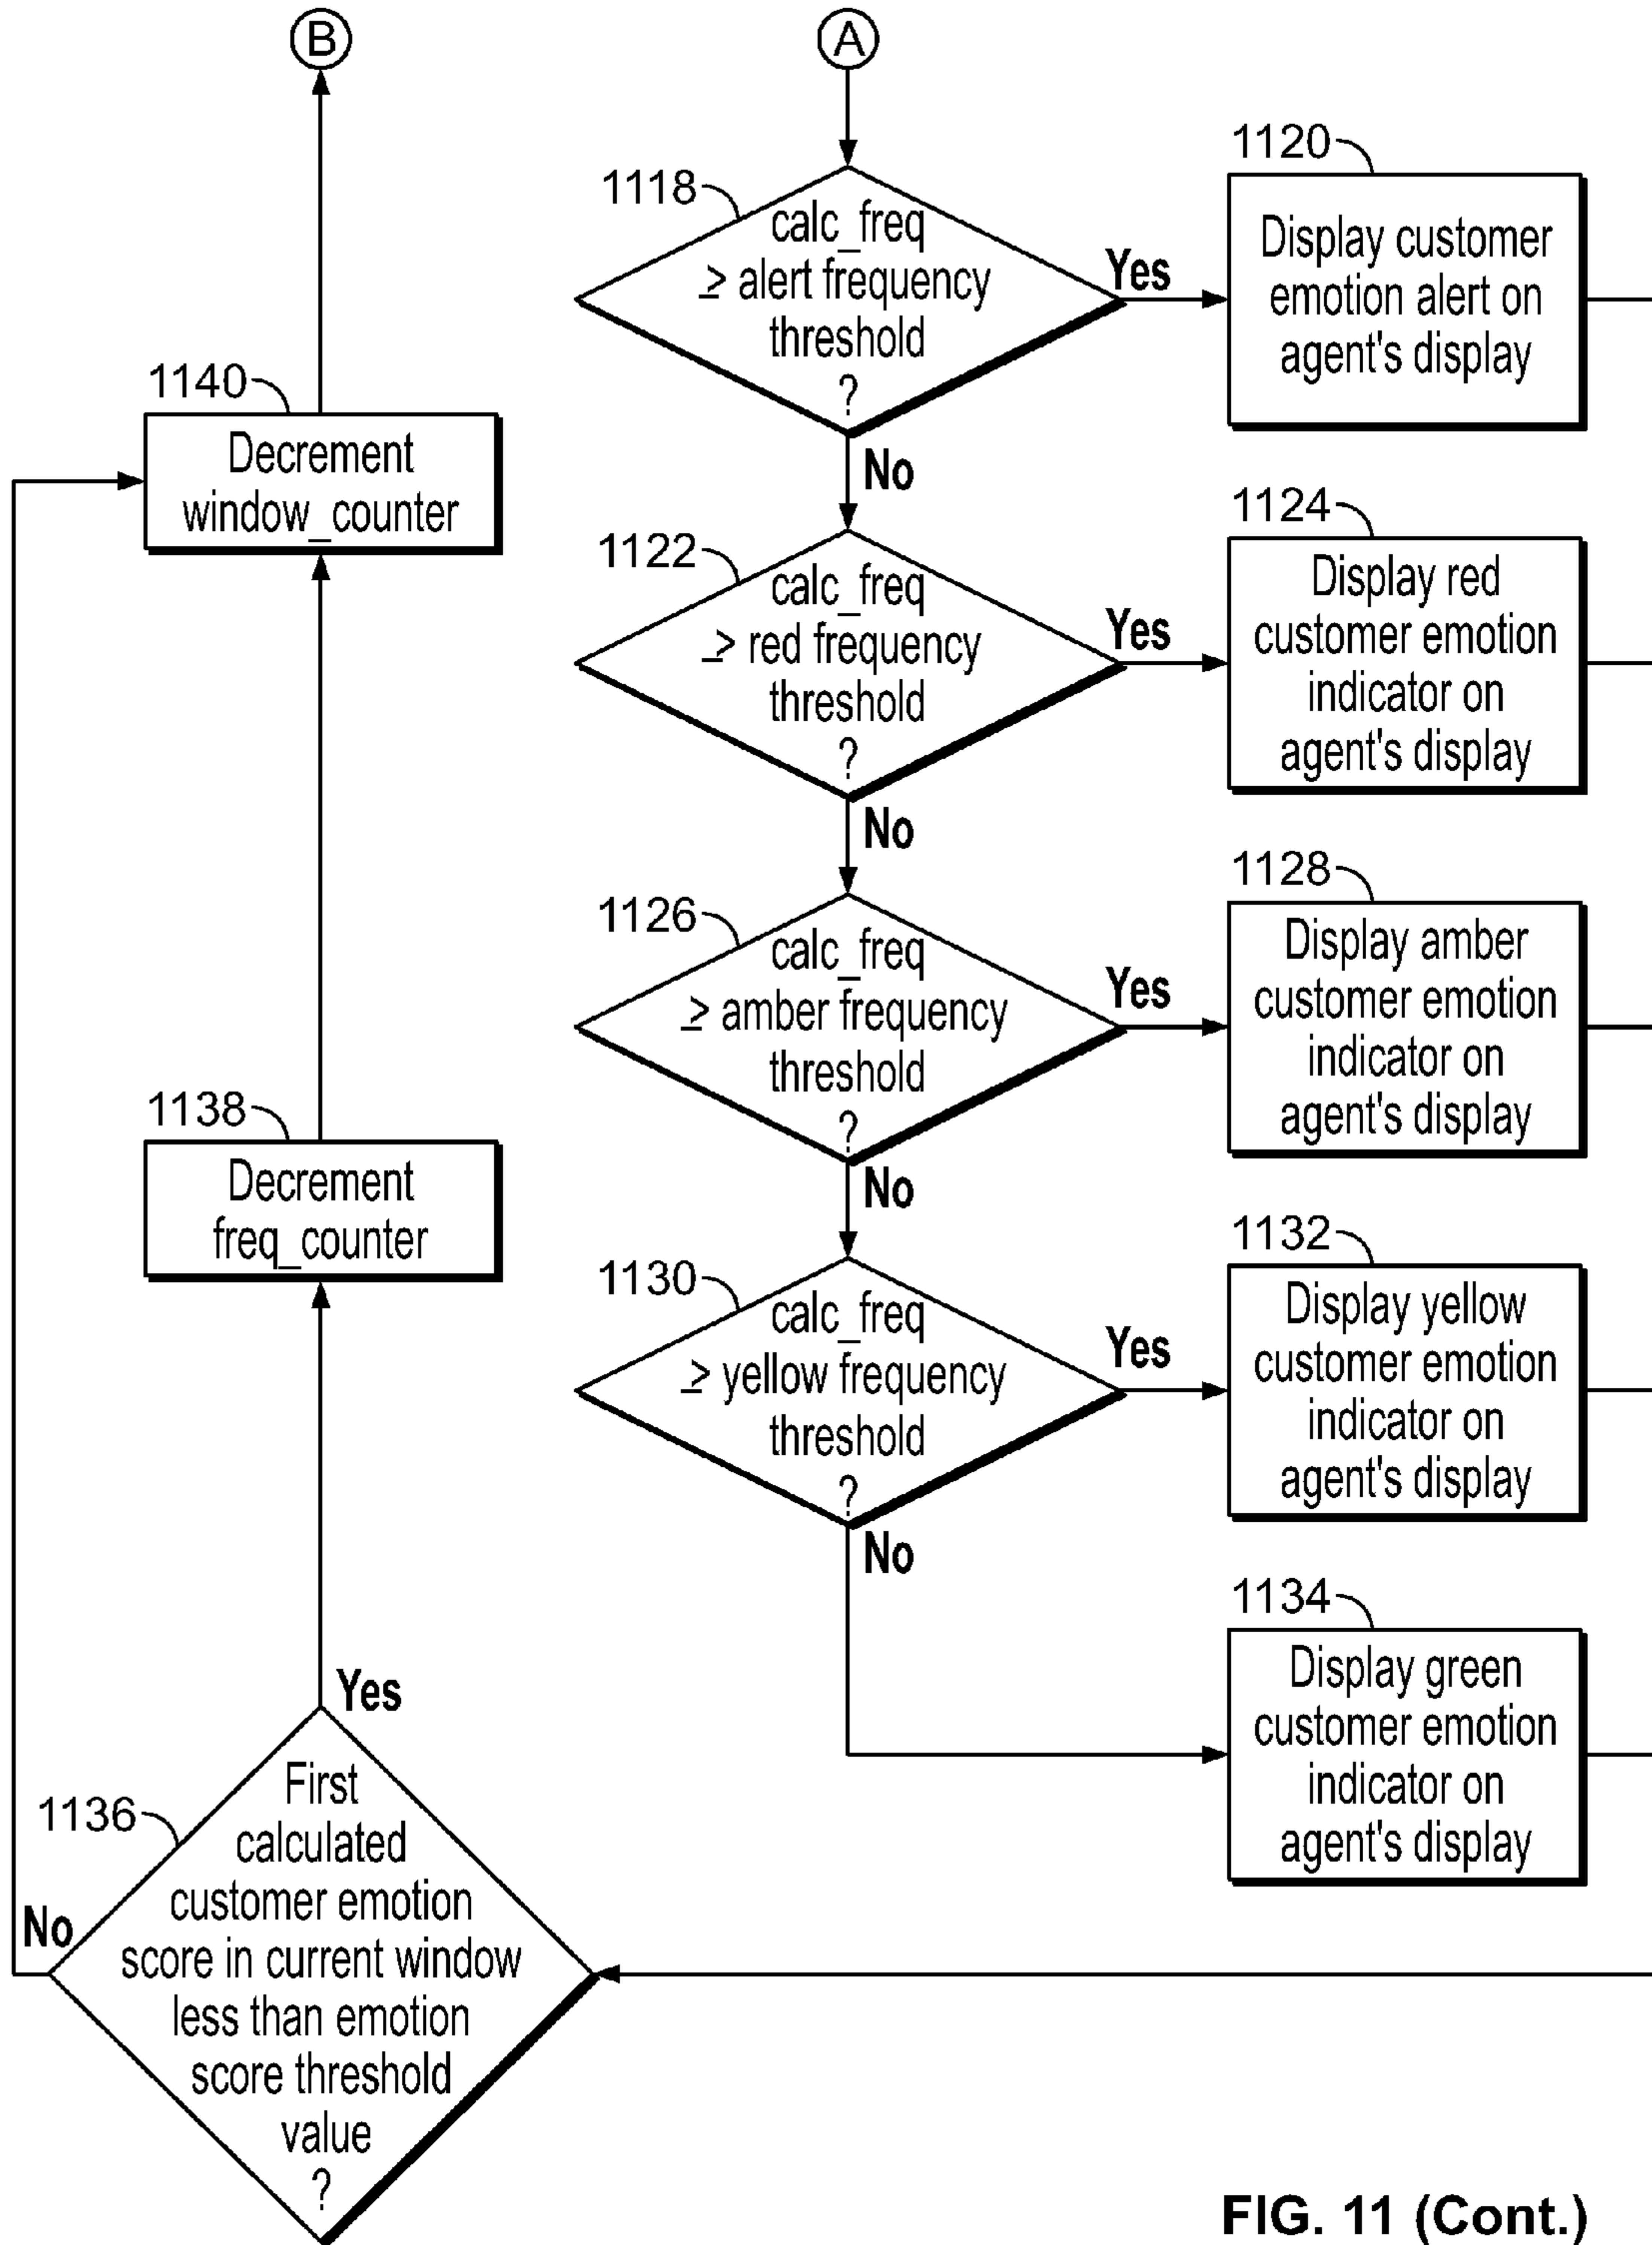 B
A
1118
calc_freq
≥ alert frequency
threshold
?
Yes
No
1120
Display customer
emotion alert on
agent's display
1122
calc_freq
≥ red frequency
threshold
?
Yes
No
1124
Display red
customer emotion
indicator on
agent's display
1126
calc_freq
≥ amber frequency
threshold
?
Yes
No
1128
Display amber
customer emotion
indicator on
agent's display
1130
calc_freq
≥ yellow frequency
threshold
?
Yes
No
1132
Display yellow
customer emotion
indicator on
agent's display
1134
Display green
customer emotion
indicator on
agent's display
1136
First
calculated
customer emotion
score in current window
less than emotion
score threshold
value
?
Yes
No
1138
Decrement
freq_counter
1140
Decrement
window_counter
FIG. 11 (Cont.)